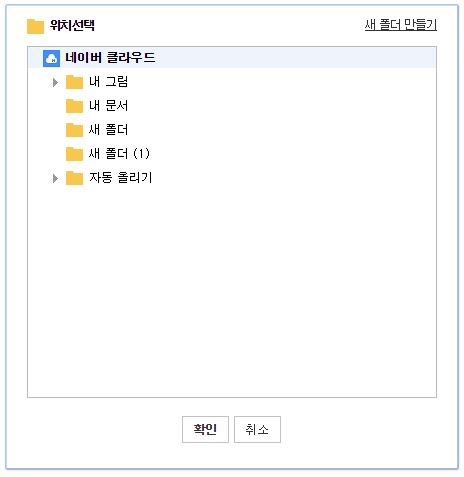 위치선택
새 폴더 만들기
네이버 클라우드
내 그림
내 문서
새 폴더
새 폴더 (1)
자동 올리기
확인
취소